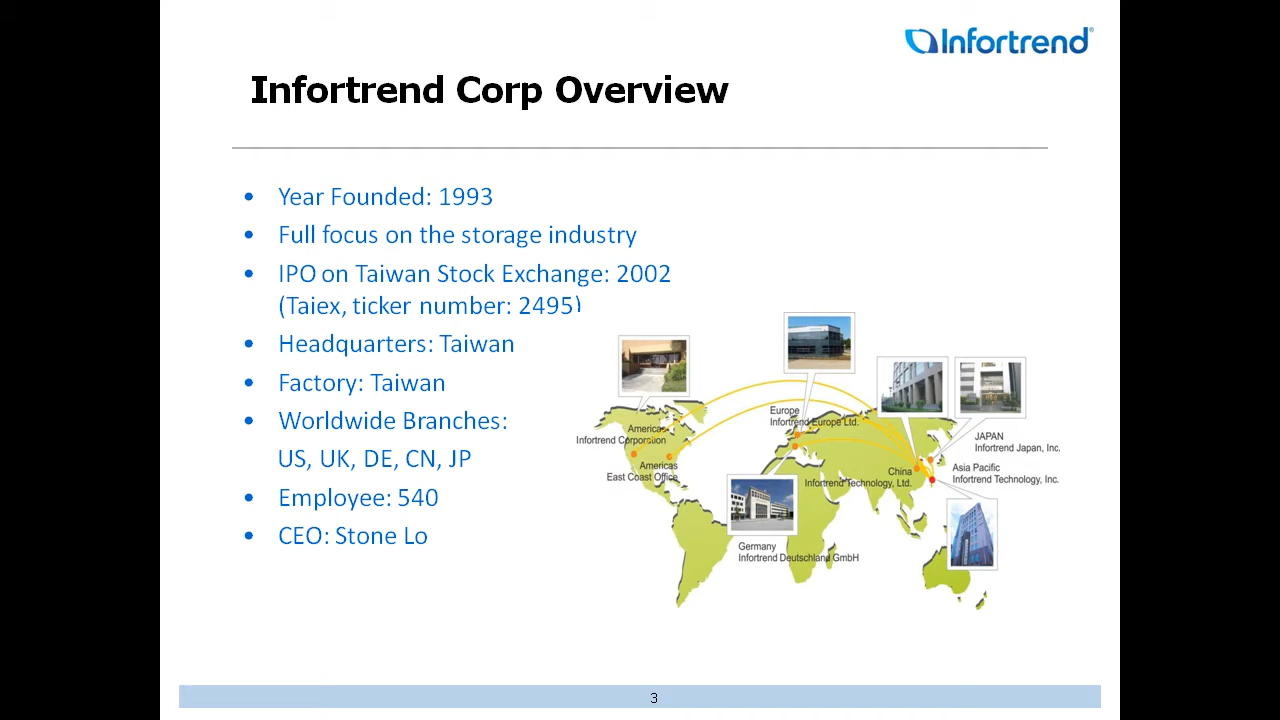 Infortrend®
Infortrend Corp Overview
• Year Founded: 1993
• Full focus on the storage industry
• IPO on Taiwan Stock Exchange: 2002
(Taiex, ticker number: 2495)
• Headquarters: Taiwan
• Factory: Taiwan
• Worldwide Branches:
US, UK, DE, CN, JP
• Employee: 540
• CEO: Stone Lo
Americas
Infortrend Corporation
Americas
East Coast Office
Europe
Infortrend Europe Ltd.
Germany
Infortrend Deutschland GmbH
China
Infortrend Technology, Ltd.
JAPAN
Infortrend Japan, Inc.
Asia Pacific
Infortrend Technology, Inc.
3